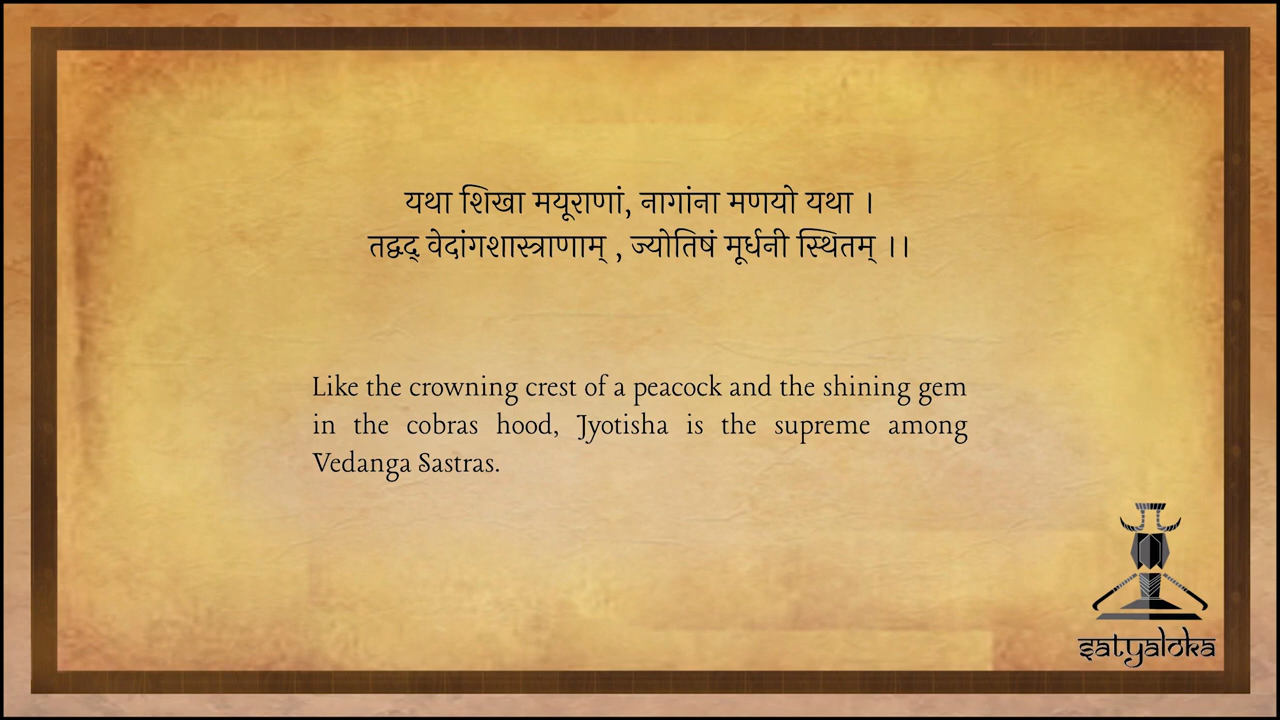 यथा शिखा मयूराणां, नागांना मणयो यथा ।
तद्वद् वेदांगशास्त्राणाम् , ज्योतिषं मूर्धनी स्थितम् ।।
Like the crowning crest of a peacock and the shining gem
in the cobras hood, Jyotisha is the supreme among
Vedanga Sastras.
satyaloka